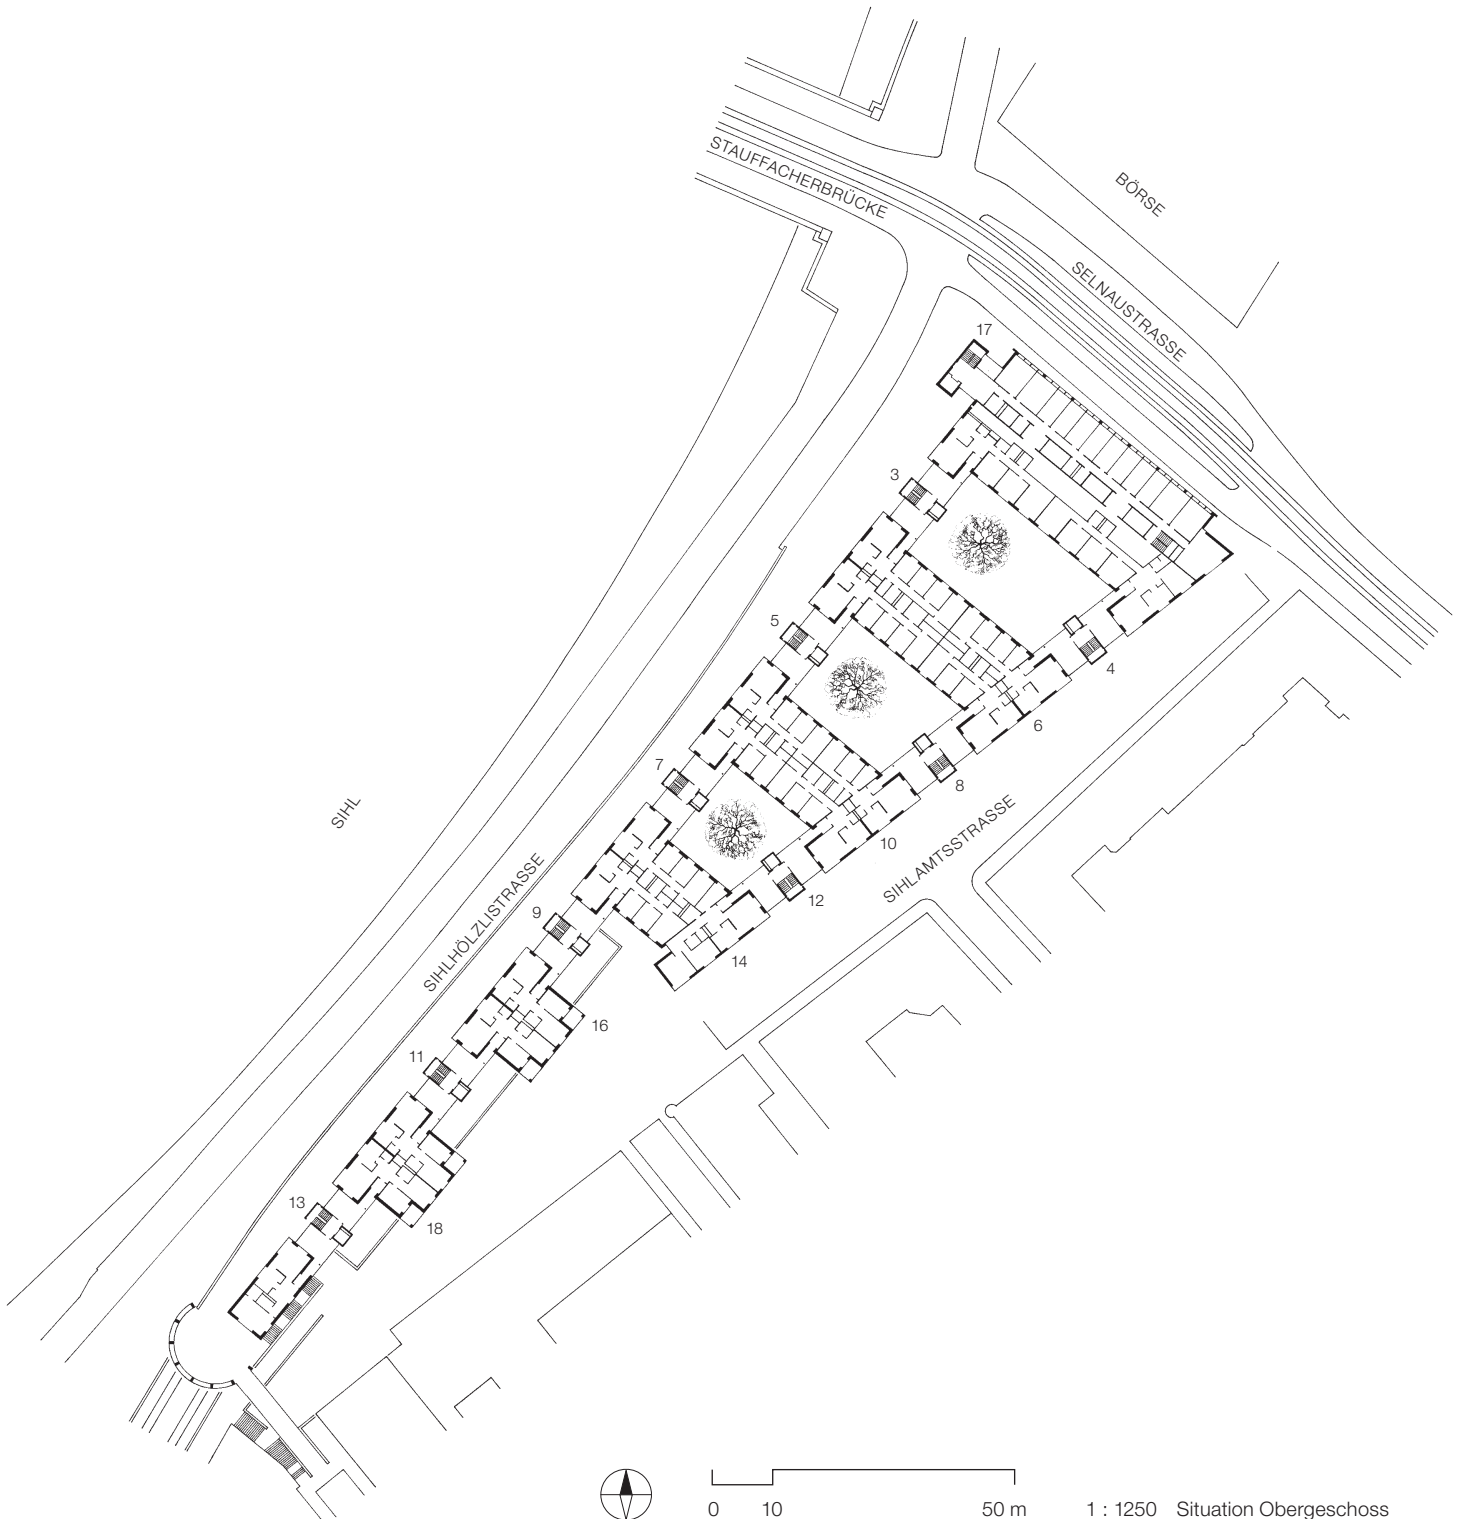 STAUFFACHERBRÜCKE
BÖRSE
SELNAUSTRASSE
17
3
5
4
6
7
8
SIHL
10
SIHLAMTSSTRASSE
SIHLHÖLZLISTRASSE
12
9
14
16
11
13
18
0 10 50 m 1 : 1250 Situation Obergeschoss